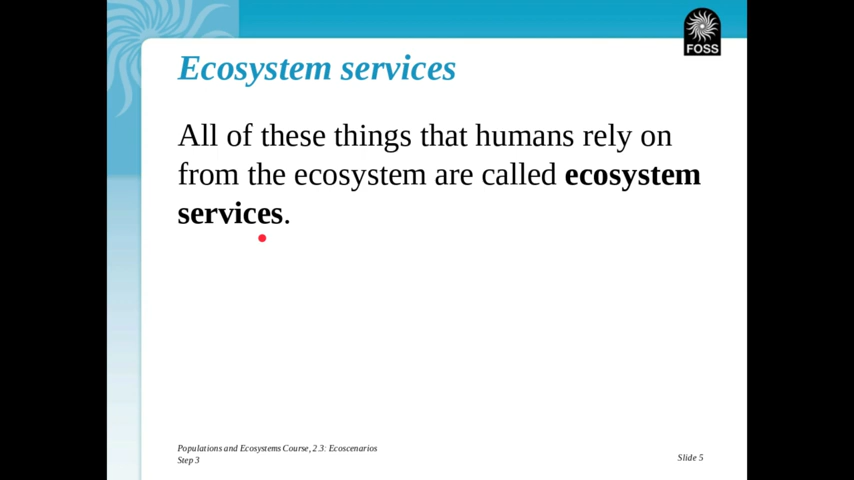 FOSS
Ecosystem services
All of these things that humans rely on
from the ecosystem are called ecosystem
services.
Populations and Ecosystems Course, 2.3: Ecoscenarios
Step 3
Slide 5